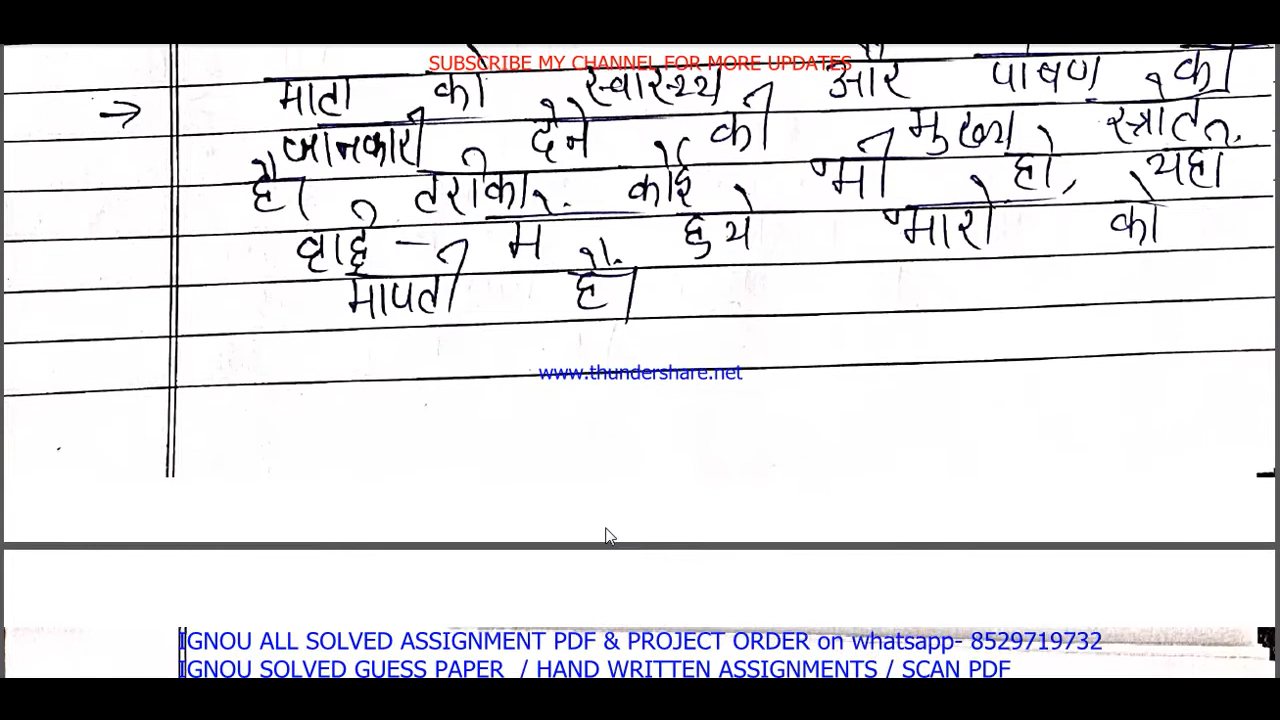 SUBSCRIBE MY CHANNEL FOR MORE UPDATES
→ माता को स्वास्थ्य और पोषण के
जानकारी देने की मुख्य स्त्रोत
है। तरीका कोई भी हो, यहाँ
वृद्धि - में हुये भारो को
मापती है।
www.thundershare.net
IGNOU ALL SOLVED ASSIGNMENT PDF & PROJECT ORDER on whatsapp- 8529719732
IGNOU SOLVED GUESS PAPER / HAND WRITTEN ASSIGNMENTS / SCAN PDF